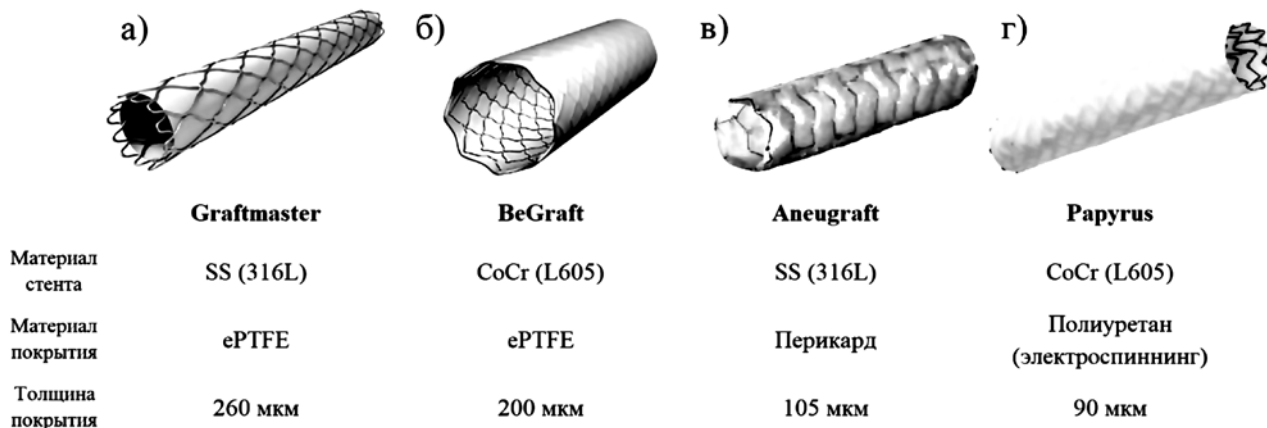 а) б) в) г)
Graftmaster BeGraft Aneugraft Papyrus
Материал
стента
SS (316L) CoCr (L605) SS (316L) CoCr (L605)
Материал
покрытия
ePTFE ePTFE Перикард Полиуретан
(электроспиннинг)
Толщина
покрытия
260 мкм 200 мкм 105 мкм 90 мкм